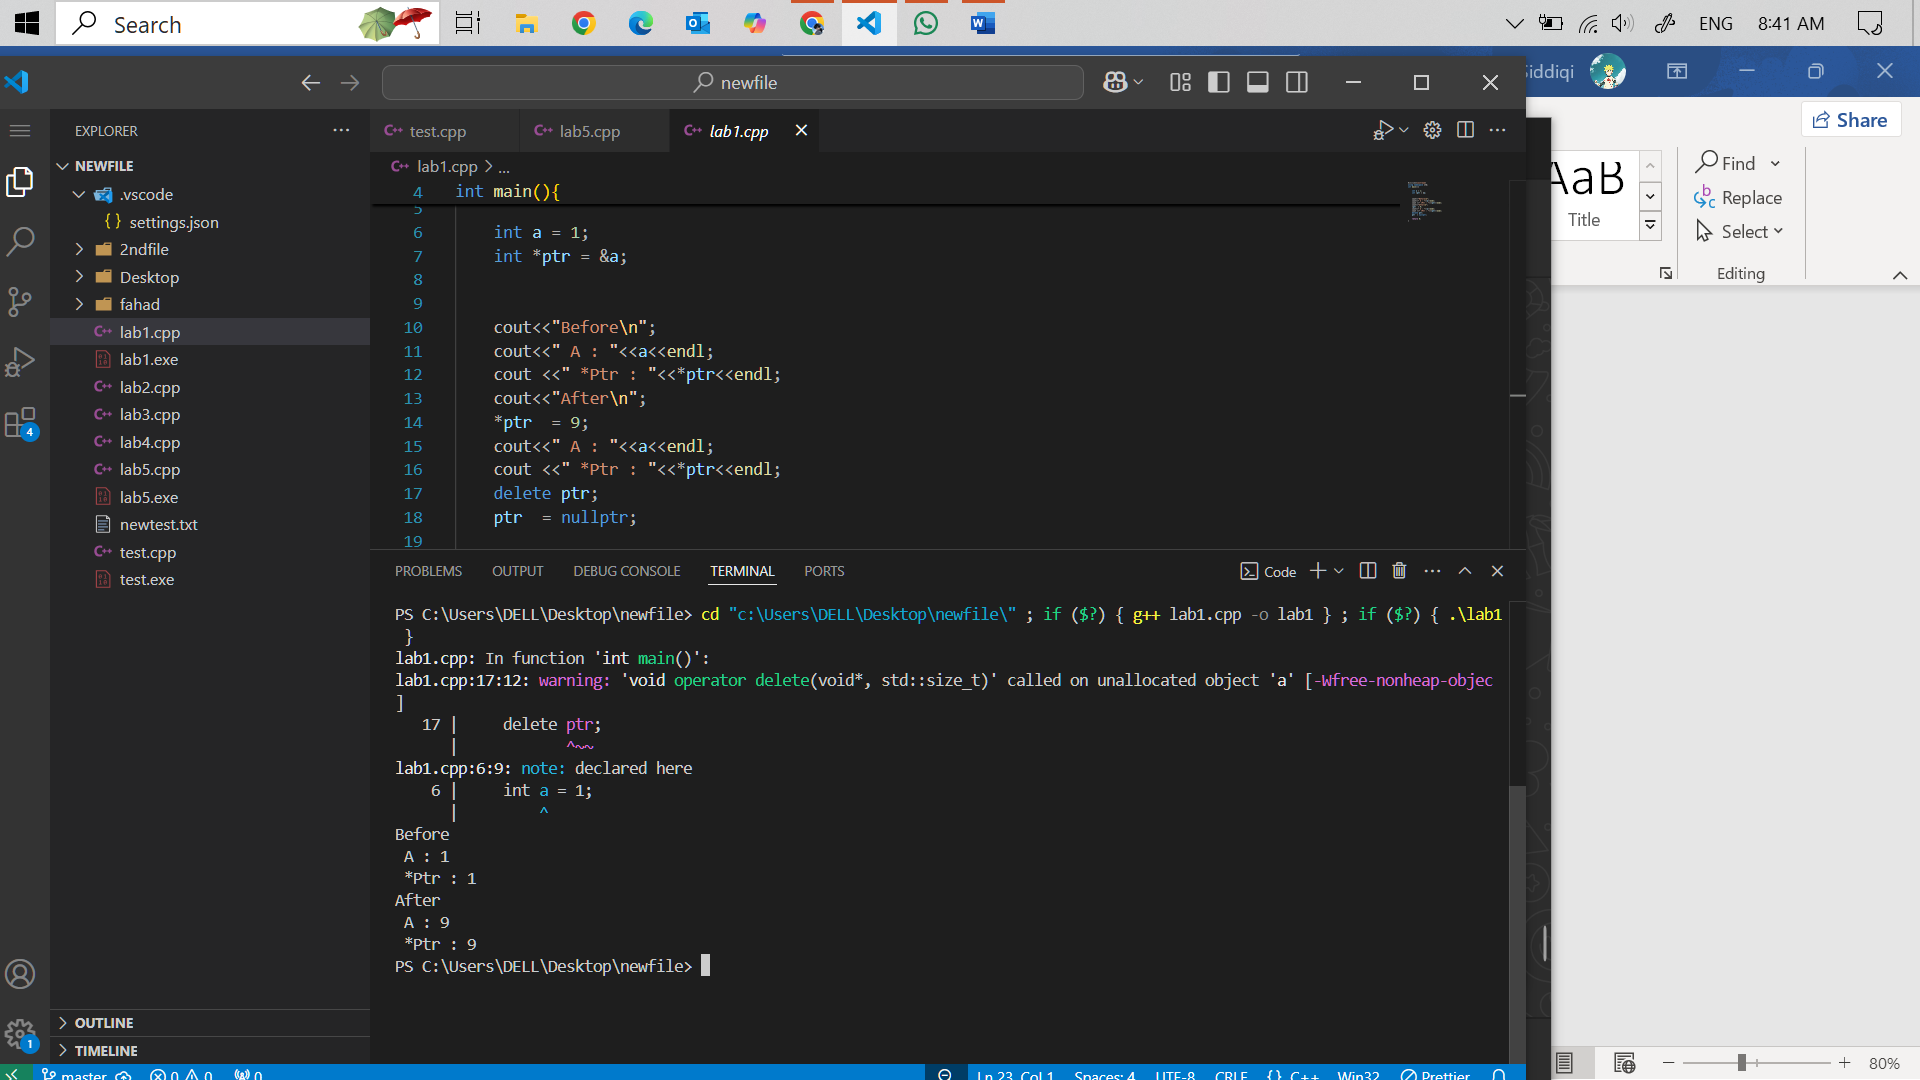 Search
ENG
8:41 AM
newfile
Siddiqi
Share
EXPLORER
test.cpp
lab5.cpp
lab1.cpp
NEWFILE
.vscode
settings.json
2ndfile
Desktop
fahad
lab1.cpp
lab1.exe
lab2.cpp
lab3.cpp
lab4.cpp
lab5.cpp
lab5.exe
newtest.txt
test.cpp
test.exe
OUTLINE
TIMELINE
4
1
lab1.cpp > ...
4 int main(){
5
6 int a = 1;
7 int *ptr = &a;
8
9
10 cout<<"Before\n";
11 cout<<" A : "<<a<<endl;
12 cout <<" *Ptr : "<<*ptr<<endl;
13 cout<<"After\n";
14 *ptr  = 9;
15 cout<<" A : "<<a<<endl;
16 cout <<" *Ptr : "<<*ptr<<endl;
17 delete ptr;
18 ptr  = nullptr;
19
PROBLEMS OUTPUT DEBUG CONSOLE TERMINAL PORTS
Code
PS C:\Users\DELL\Desktop\newfile> cd "c:\Users\DELL\Desktop\newfile\" ; if ($?) { g++ lab1.cpp -o lab1 } ; if ($?) { .\lab1
}
lab1.cpp: In function 'int main()':
lab1.cpp:17:12: warning: 'void operator delete(void*, std::size_t)' called on unallocated object 'a' [-Wfree-nonheap-objec
]
17 |     delete ptr;
|            ^~~
lab1.cpp:6:9: note: declared here
6 |     int a = 1;
|         ^
Before
A : 1
*Ptr : 1
After
A : 9
*Ptr : 9
PS C:\Users\DELL\Desktop\newfile>
AaB
Title
Find
Replace
Select
Editing
master
0 0
0
Ln 23, Col 1
Spaces: 4
UTF-8
CRLF
{} C++
Win32
Prettier
80%